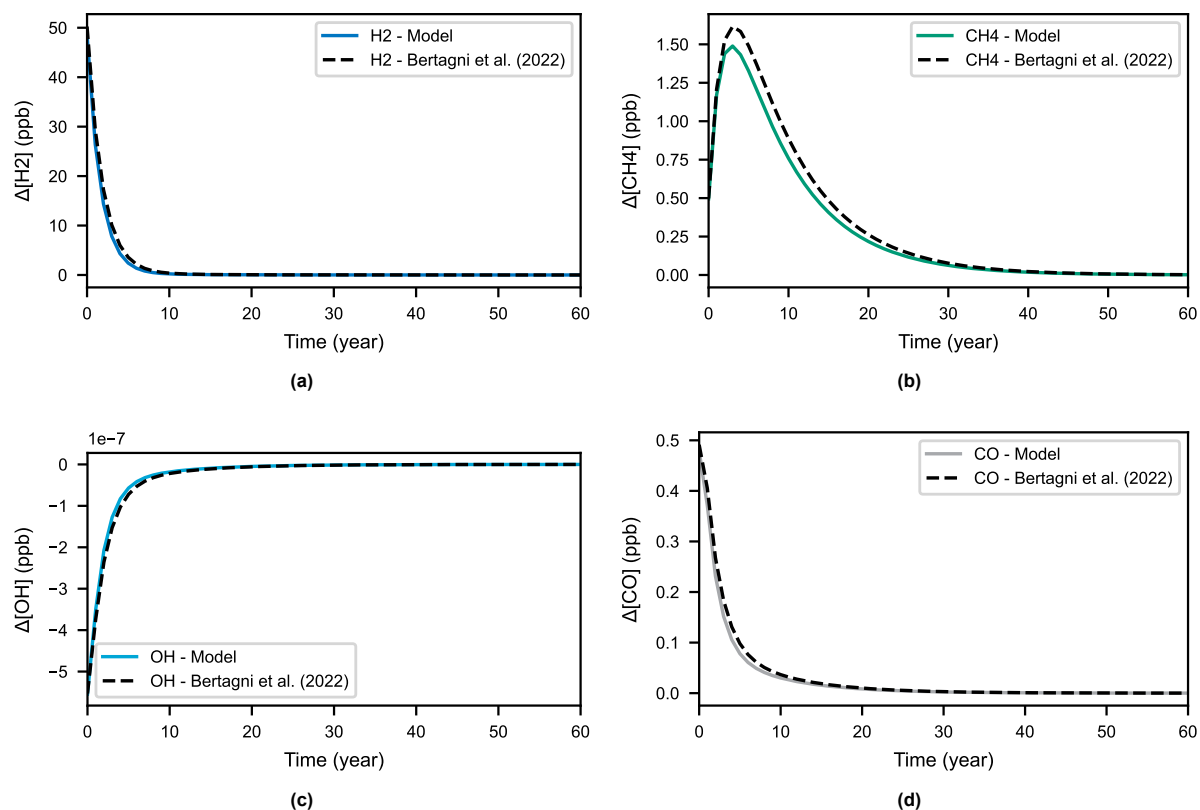 50
40
30
20
10
0
Δ[H2] (ppb)
H2 - Model
H2 - Bertagni et al. (2022)
0 10 20 30 40 50 60
Time (year)
(a)
1.50
1.25
1.00
0.75
0.50
0.25
0.00
Δ[CH4] (ppb)
CH4 - Model
CH4 - Bertagni et al. (2022)
0 10 20 30 40 50 60
Time (year)
(b)
1e−7
0
−1
−2
−3
−4
−5
Δ[OH] (ppb)
OH - Model
OH - Bertagni et al. (2022)
0 10 20 30 40 50 60
Time (year)
(c)
0.5
0.4
0.3
0.2
0.1
0.0
Δ[CO] (ppb)
CO - Model
CO - Bertagni et al. (2022)
0 10 20 30 40 50 60
Time (year)
(d)